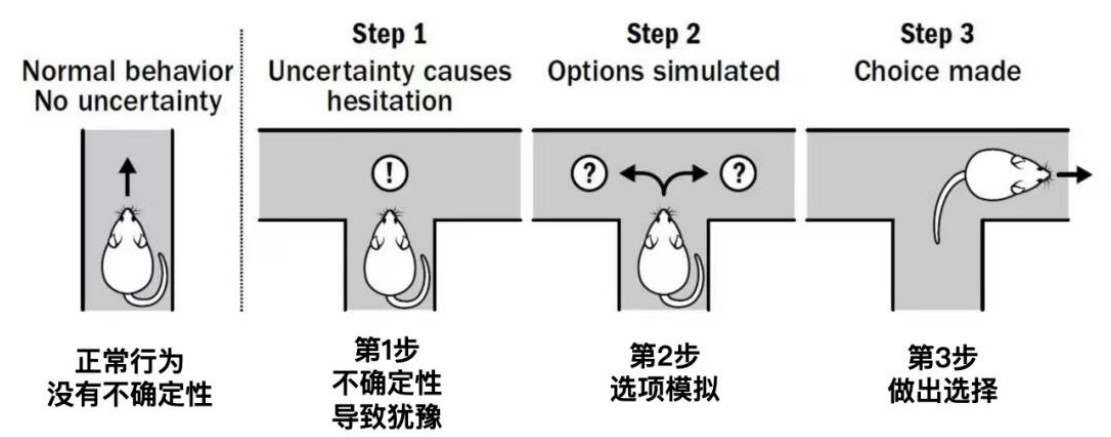 Normal behavior
No uncertainty
Step 1
Uncertainty causes
hesitation
!
Step 2
Options simulated
?
?
Step 3
Choice made
正常行为
没有不确定性
第1步
不确定性
导致犹豫
第2步
选项模拟
第3步
做出选择